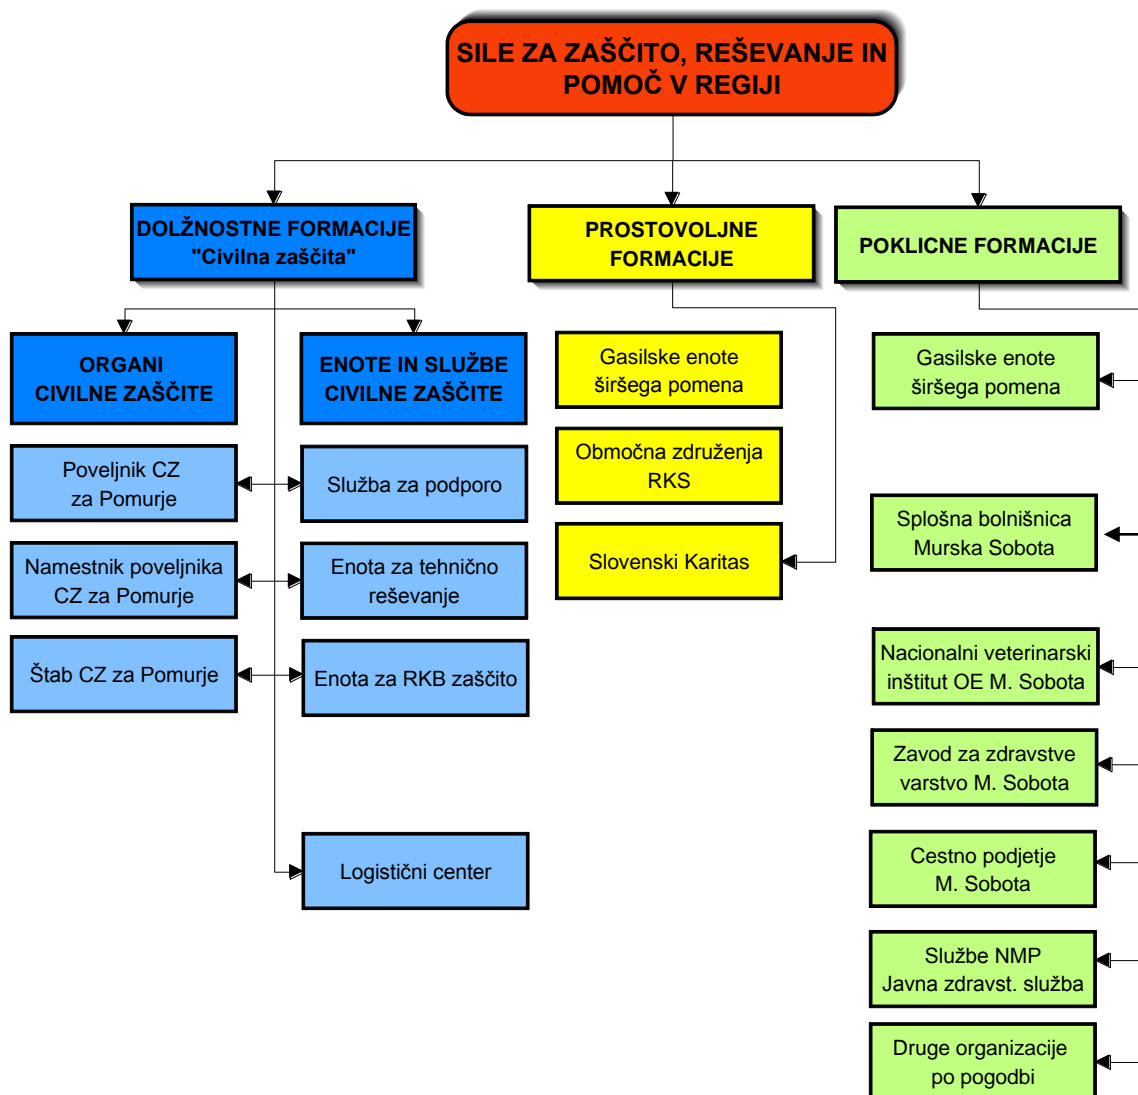 SILE ZA ZAŠČITO, REŠEVANJE IN
POMOČ V REGIJI
DOLŽNOSTNE FORMACIJE
"Civilna zaščita"
PROSTOVOLJNE
FORMACIJE
POKLICNE FORMACIJE
ORGANI
CIVILNE ZAŠČITE
ENOTE IN SLUŽBE
CIVILNE ZAŠČITE
Poveljnik CZ
za Pomurje
Namestnik poveljnika
CZ za Pomurje
Štab CZ za Pomurje
Služba za podporo
Enota za tehnično
reševanje
Enota za RKB zaščito
Logistični center
Gasilske enote
širšega pomena
Območna združenja
RKS
Slovenski Karitas
Gasilske enote
širšega pomena
Splošna bolnišnica
Murska Sobota
Nacionalni veterinarski
inštitut OE M. Sobota
Zavod za zdravstve
varstvo M. Sobota
Cestno podjetje
M. Sobota
Službe NMP
Javna zdravst. služba
Druge organizacije
po pogodbi